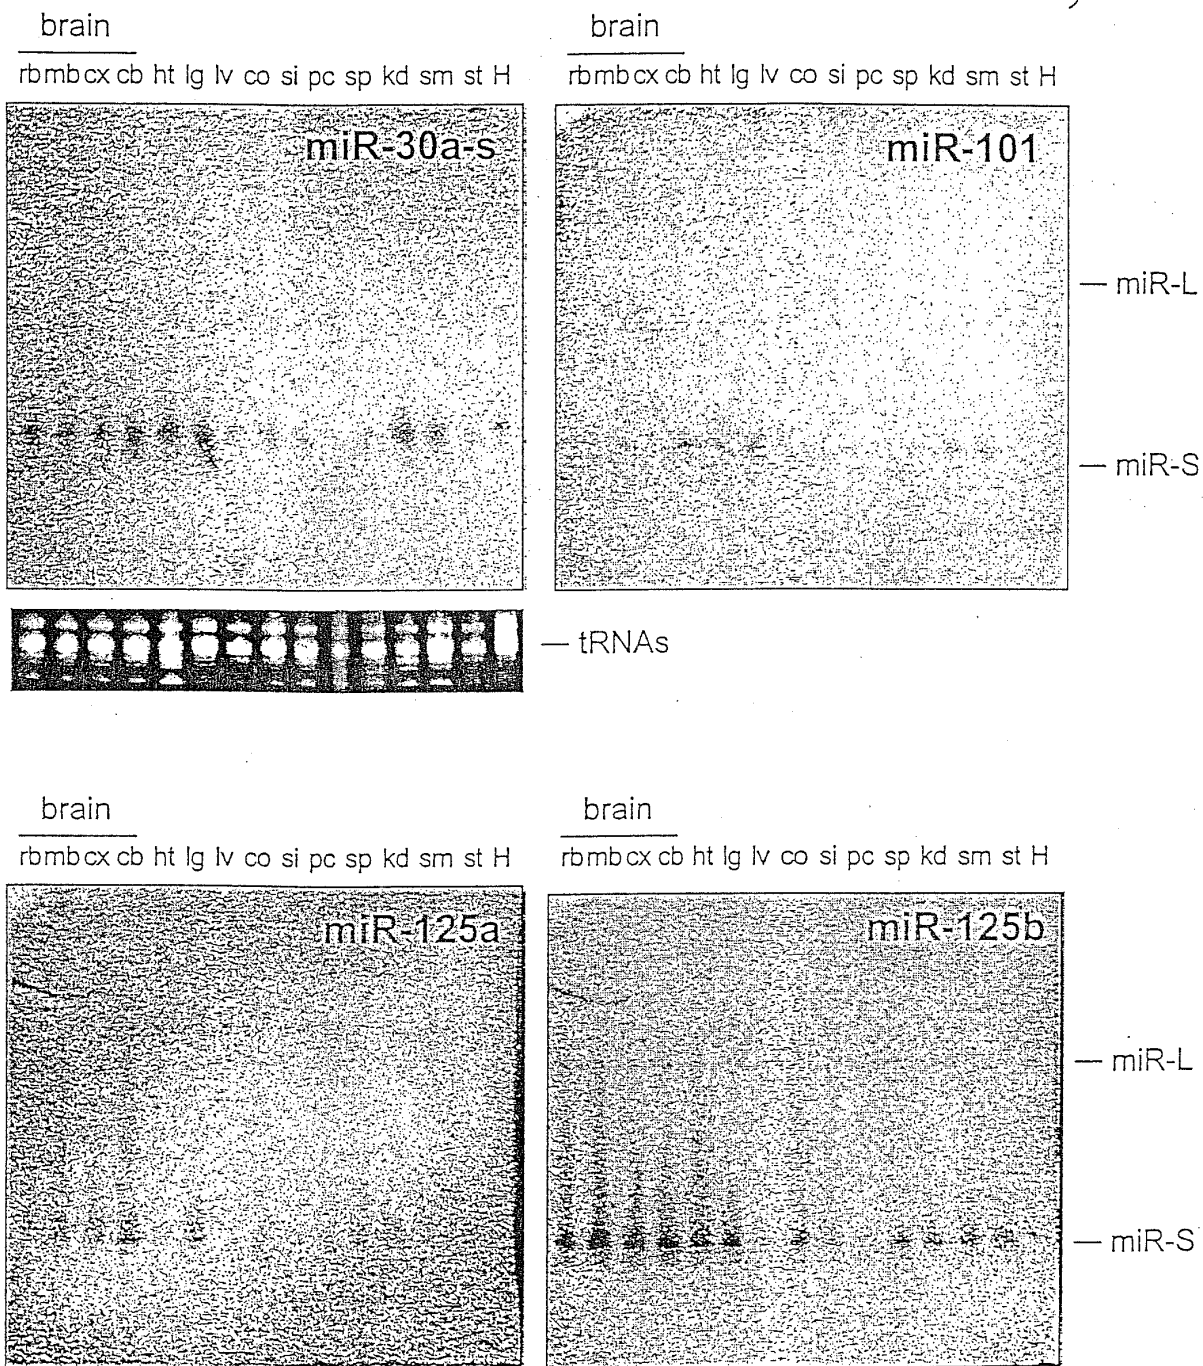 brain brain
rb mb cx cb ht lg lv co si pc sp kd sm st H rb mb cx cb ht lg lv co si pc sp kd sm st H
miR-30a-s miR-101
miR-L
miR-S
tRNAs
brain brain
rb mb cx cb ht lg lv co si pc sp kd sm st H rb mb cx cb ht lg lv co si pc sp kd sm st H
miR-125a miR-125b
miR-L
miR-S